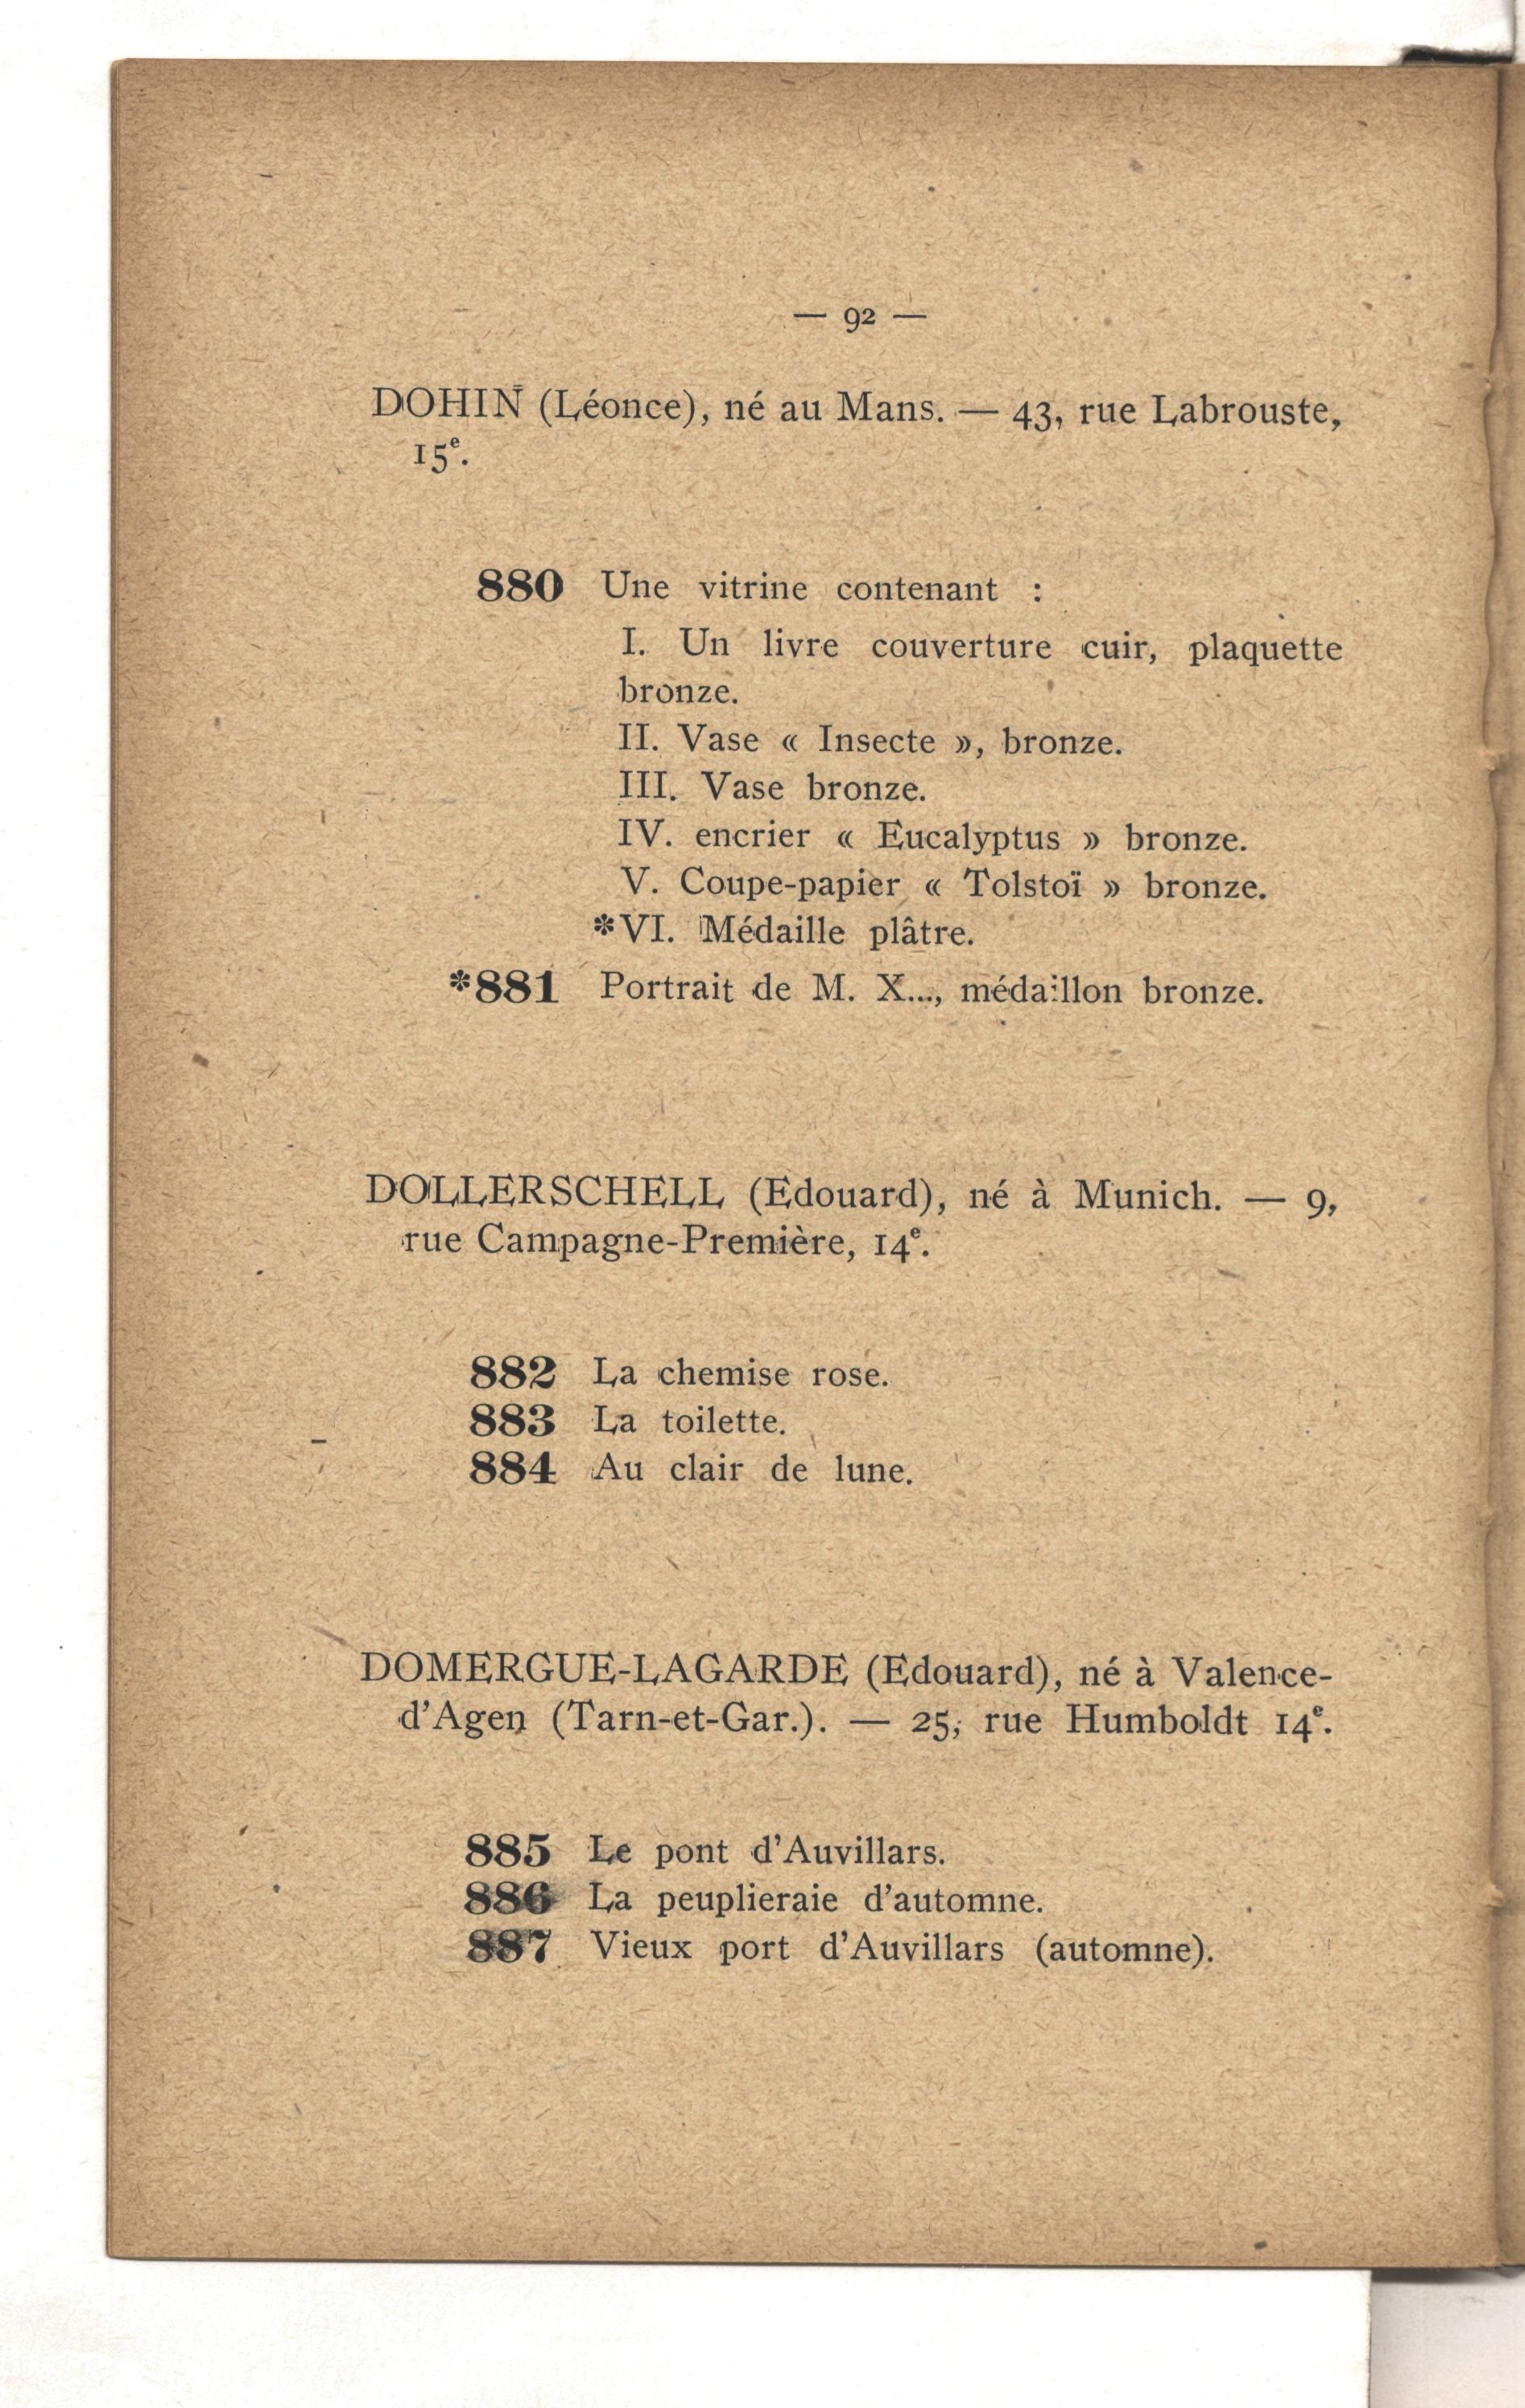 — 92 —
DOHIN (Léonce), né au Mans. — 43, rue Labrouste,
15e.
880 Une vitrine contenant :
I. Un livre couverture cuir, plaquette
bronze.
II. Vase « Insecte », bronze.
III. Vase bronze.
IV. encrier « Eucalyptus » bronze.
V. Coupe-papier « Tolstoï » bronze.
*VI. Médaille plâtre.
*881 Portrait de M. X..., médaillon bronze.
DOLLERSCHELL (Edouard), né à Munich. — 9,
rue Campagne-Première, 14e.
882 La chemise rose.
883 La toilette.
884 Au clair de lune.
DOMERGUE-LAGARDE (Edouard), né à Valence-
d'Agen (Tarn-et-Gar.). — 25, rue Humboldt 14e.
885 Le pont d'Auvillars.
886 La peuplieraie d'automne.
887 Vieux port d'Auvillars (automne).